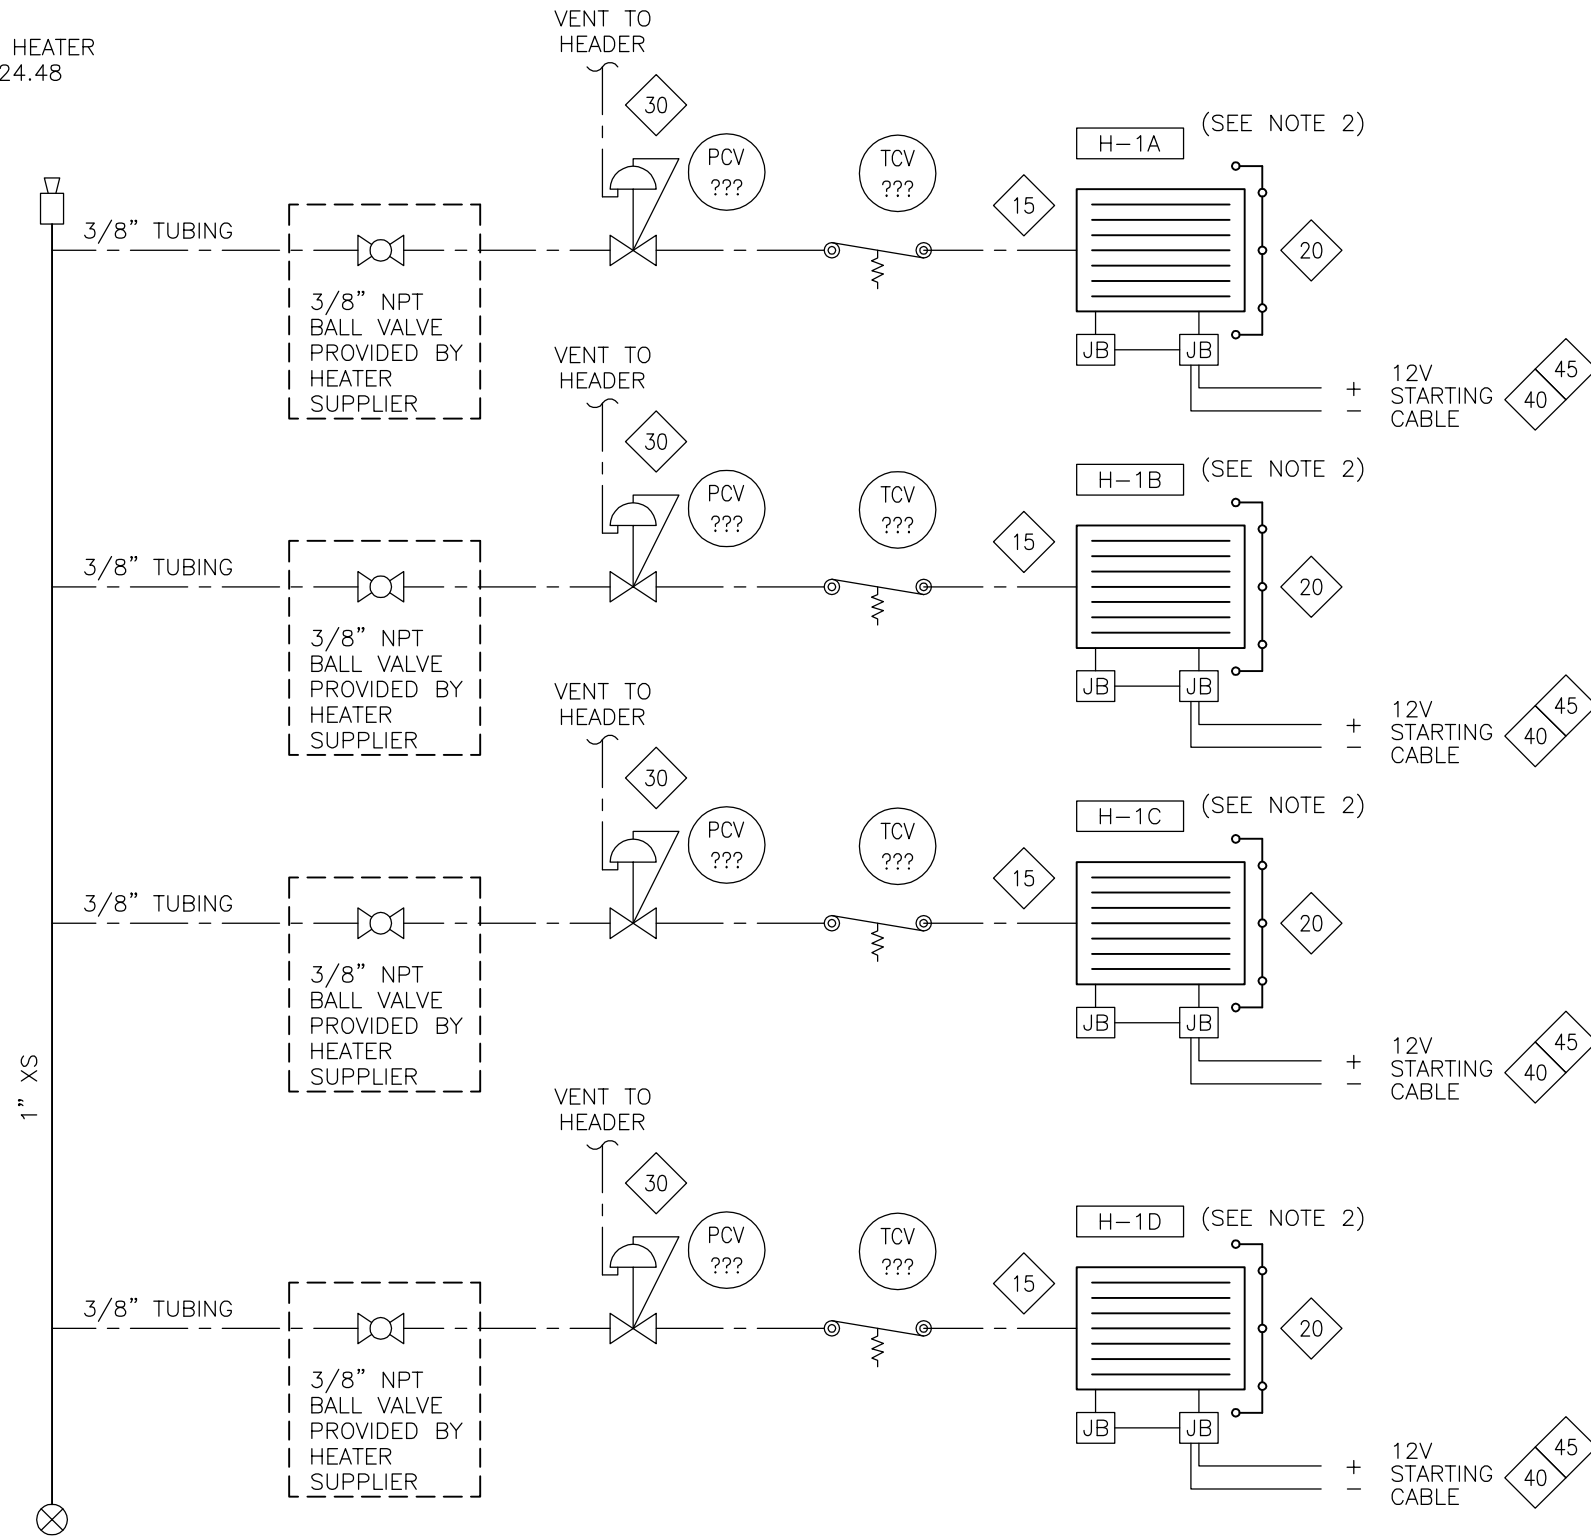 HEATER
24.48
VENT TO
HEADER
30
PCV
???
TCV
???
15
H-1A
(SEE NOTE 2)
20
3/8" TUBING
3/8" NPT
BALL VALVE
PROVIDED BY
HEATER
SUPPLIER
JB
JB
+
-
12V
STARTING
CABLE
40
45
VENT TO
HEADER
30
PCV
???
TCV
???
15
H-1B
(SEE NOTE 2)
20
3/8" TUBING
3/8" NPT
BALL VALVE
PROVIDED BY
HEATER
SUPPLIER
JB
JB
+
-
12V
STARTING
CABLE
40
45
VENT TO
HEADER
30
PCV
???
TCV
???
15
H-1C
(SEE NOTE 2)
20
3/8" TUBING
3/8" NPT
BALL VALVE
PROVIDED BY
HEATER
SUPPLIER
JB
JB
+
-
12V
STARTING
CABLE
40
45
1" XS
VENT TO
HEADER
30
PCV
???
TCV
???
15
H-1D
(SEE NOTE 2)
20
3/8" TUBING
3/8" NPT
BALL VALVE
PROVIDED BY
HEATER
SUPPLIER
JB
JB
+
-
12V
STARTING
CABLE
40
45